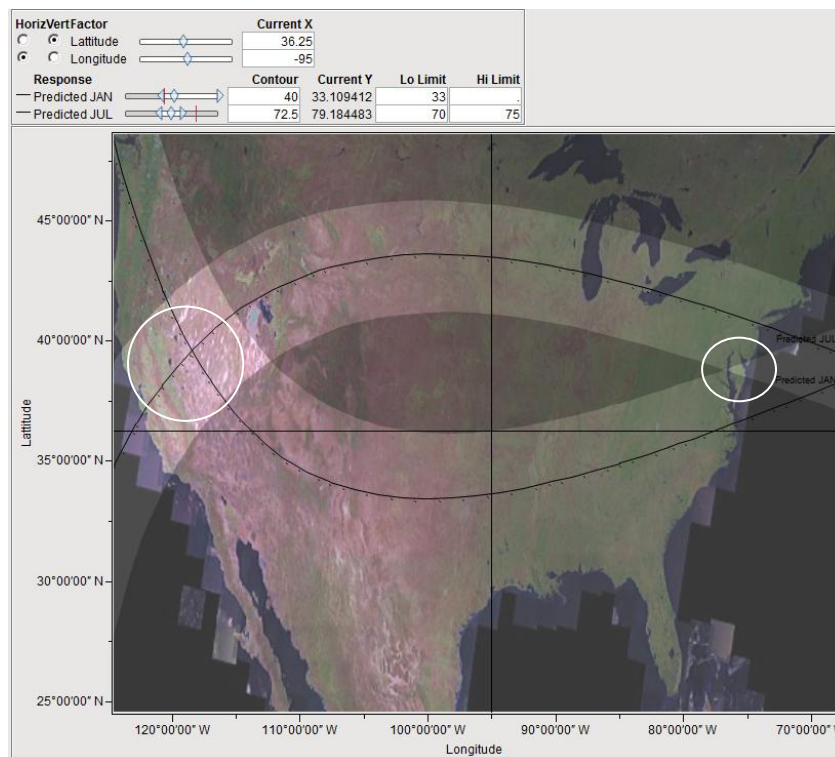 Horiz Vert Factor Current X
Lattitude 36.25
Longitude -95
Response Contour Current Y Lo Limit Hi Limit
Predicted JAN 40 33.109412 33 .
Predicted JUL 72.5 79.184483 70 75
45°00'00" N
40°00'00" N
35°00'00" N
30°00'00" N
25°00'00" N
Lattitude
Predicted JUL
Predicted JAN
120°00'00" W 110°00'00" W 100°00'00" W 90°00'00" W 80°00'00" W 70°00'00" W
Longitude